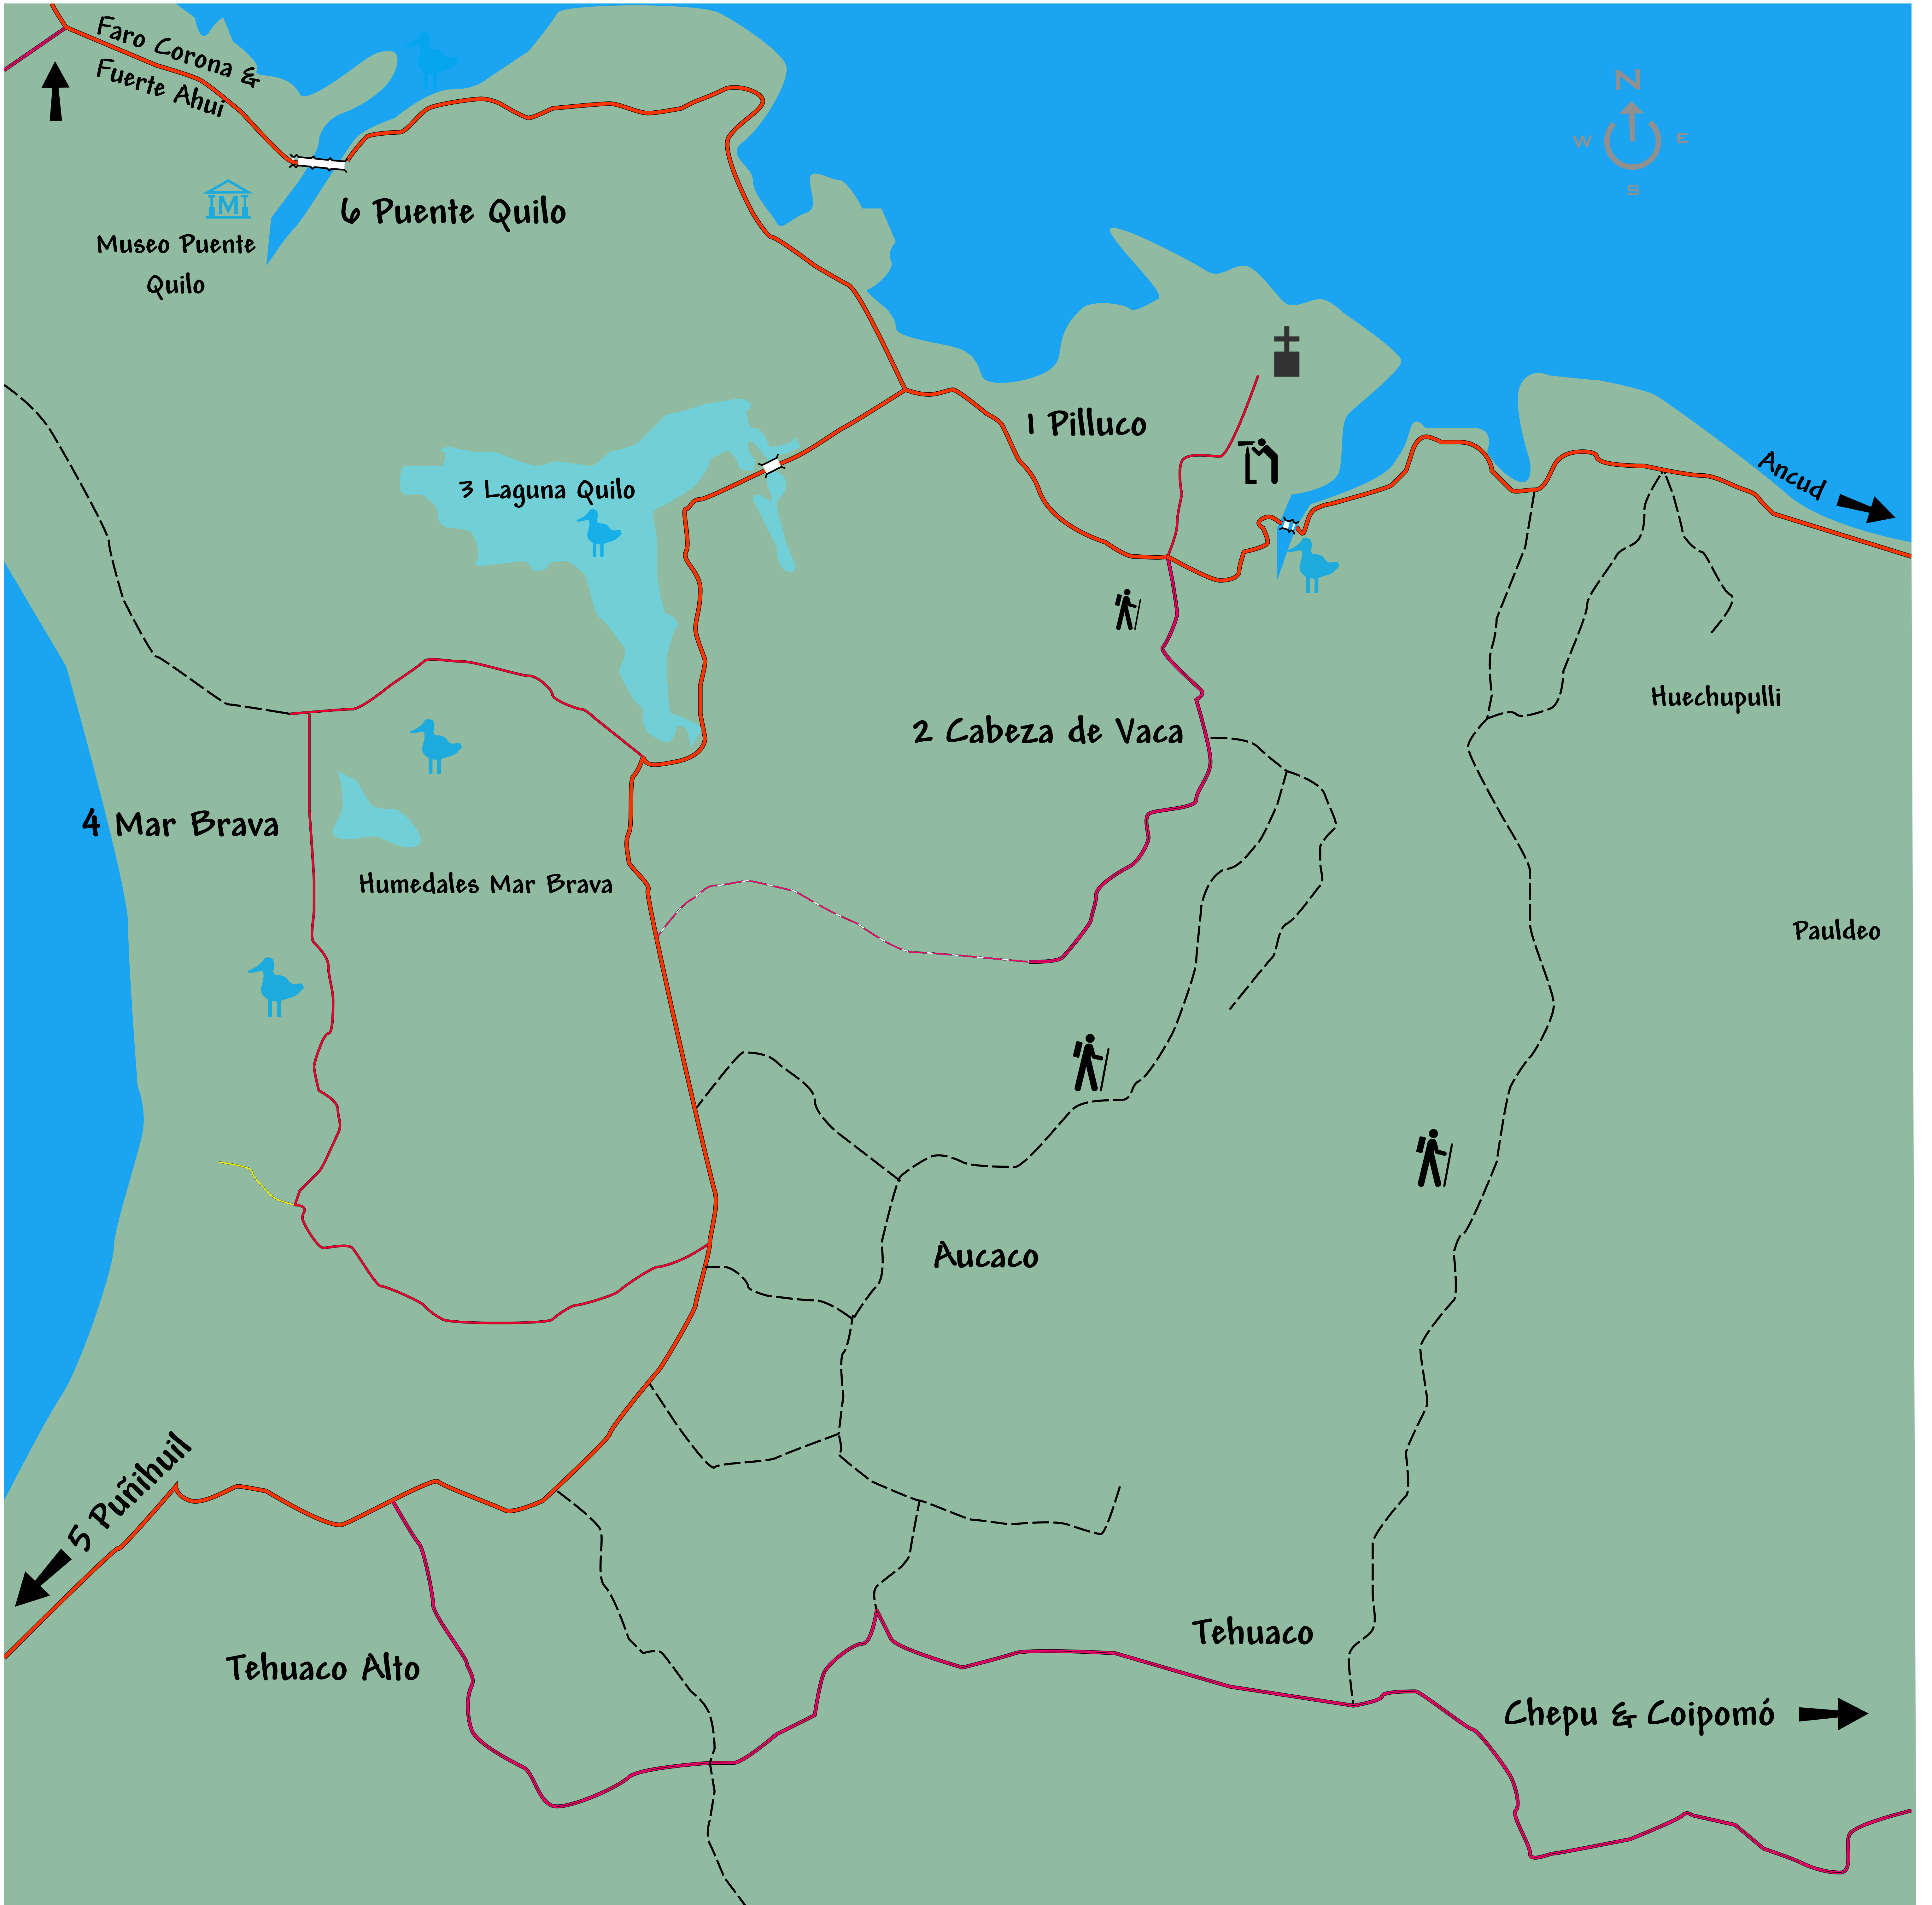 Faro Corona &
Fuerte Ahui
N
W
E
S
M
Museo Puente
Quilo
6 Puente Quilo
1 Pilluco
Ancud
3 Laguna Quilo
Huechupulli
2 Cabeza de Vaca
4 Mar Brava
Humedales Mar Brava
Pauldeo
Aucaco
5 Puñihuil
Tehuaco
Tehuaco Alto
Chepu & Coipomó